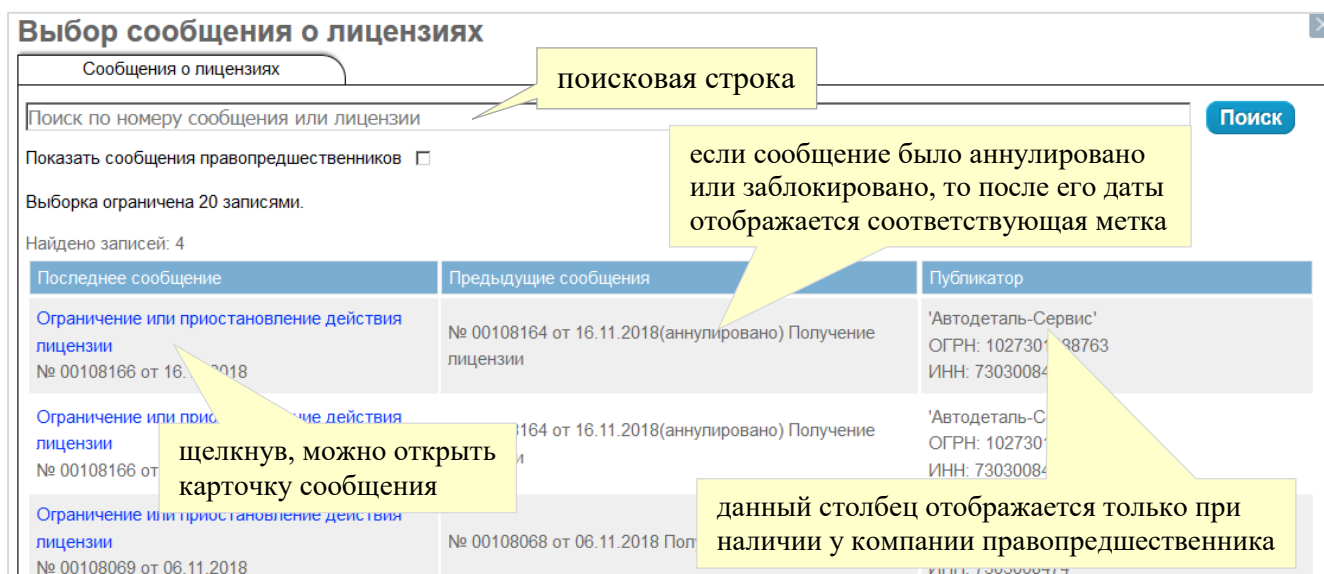 Выбор сообщения о лицензиях
Сообщения о лицензиях
поисковая строка
Поиск по номеру сообщения или лицензии
Поиск
Показать сообщения правопредшественников
если сообщение было аннулировано
или заблокировано, то после его даты
отображается соответствующая метка
Выборка ограничена 20 записями.
Найдено записей: 4
Последнее сообщение
Предыдущие сообщения
Публикатор
Ограничение или приостановление действия
лицензии
№ 00108166 от 2018
№ 00108164 от 16.11.2018(аннулировано) Получение
лицензии
'Автодеталь-Сервис'
ОГРН:
ИНН:
Ограничение или действия
лицензии
№ 00108166 от
от 16.11.2018(аннулировано) Получение
ОГРН:
ИНН:
щелкнув, можно открыть
карточку сообщения
данный столбец отображается только при
наличии у компании правопредшественника
Ограничение или приостановление действия
лицензии
№ 00108069 от 06.11.2018
№ 00108068 от 06.11.2018